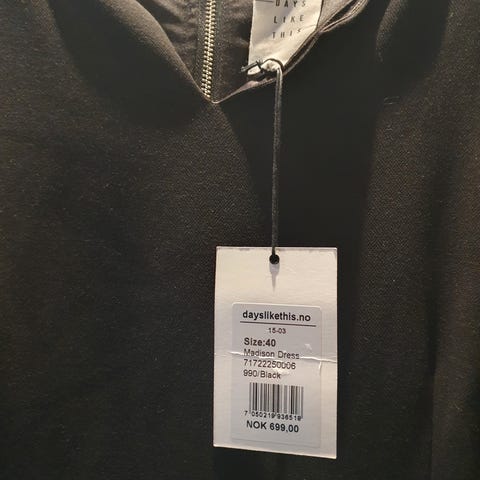 DAYS
LIKE
THIS
dayslikethis.no
15-03
Size:40
Madison Dress
71722250006
990/Black
7 050219 936519
NOK 699,00